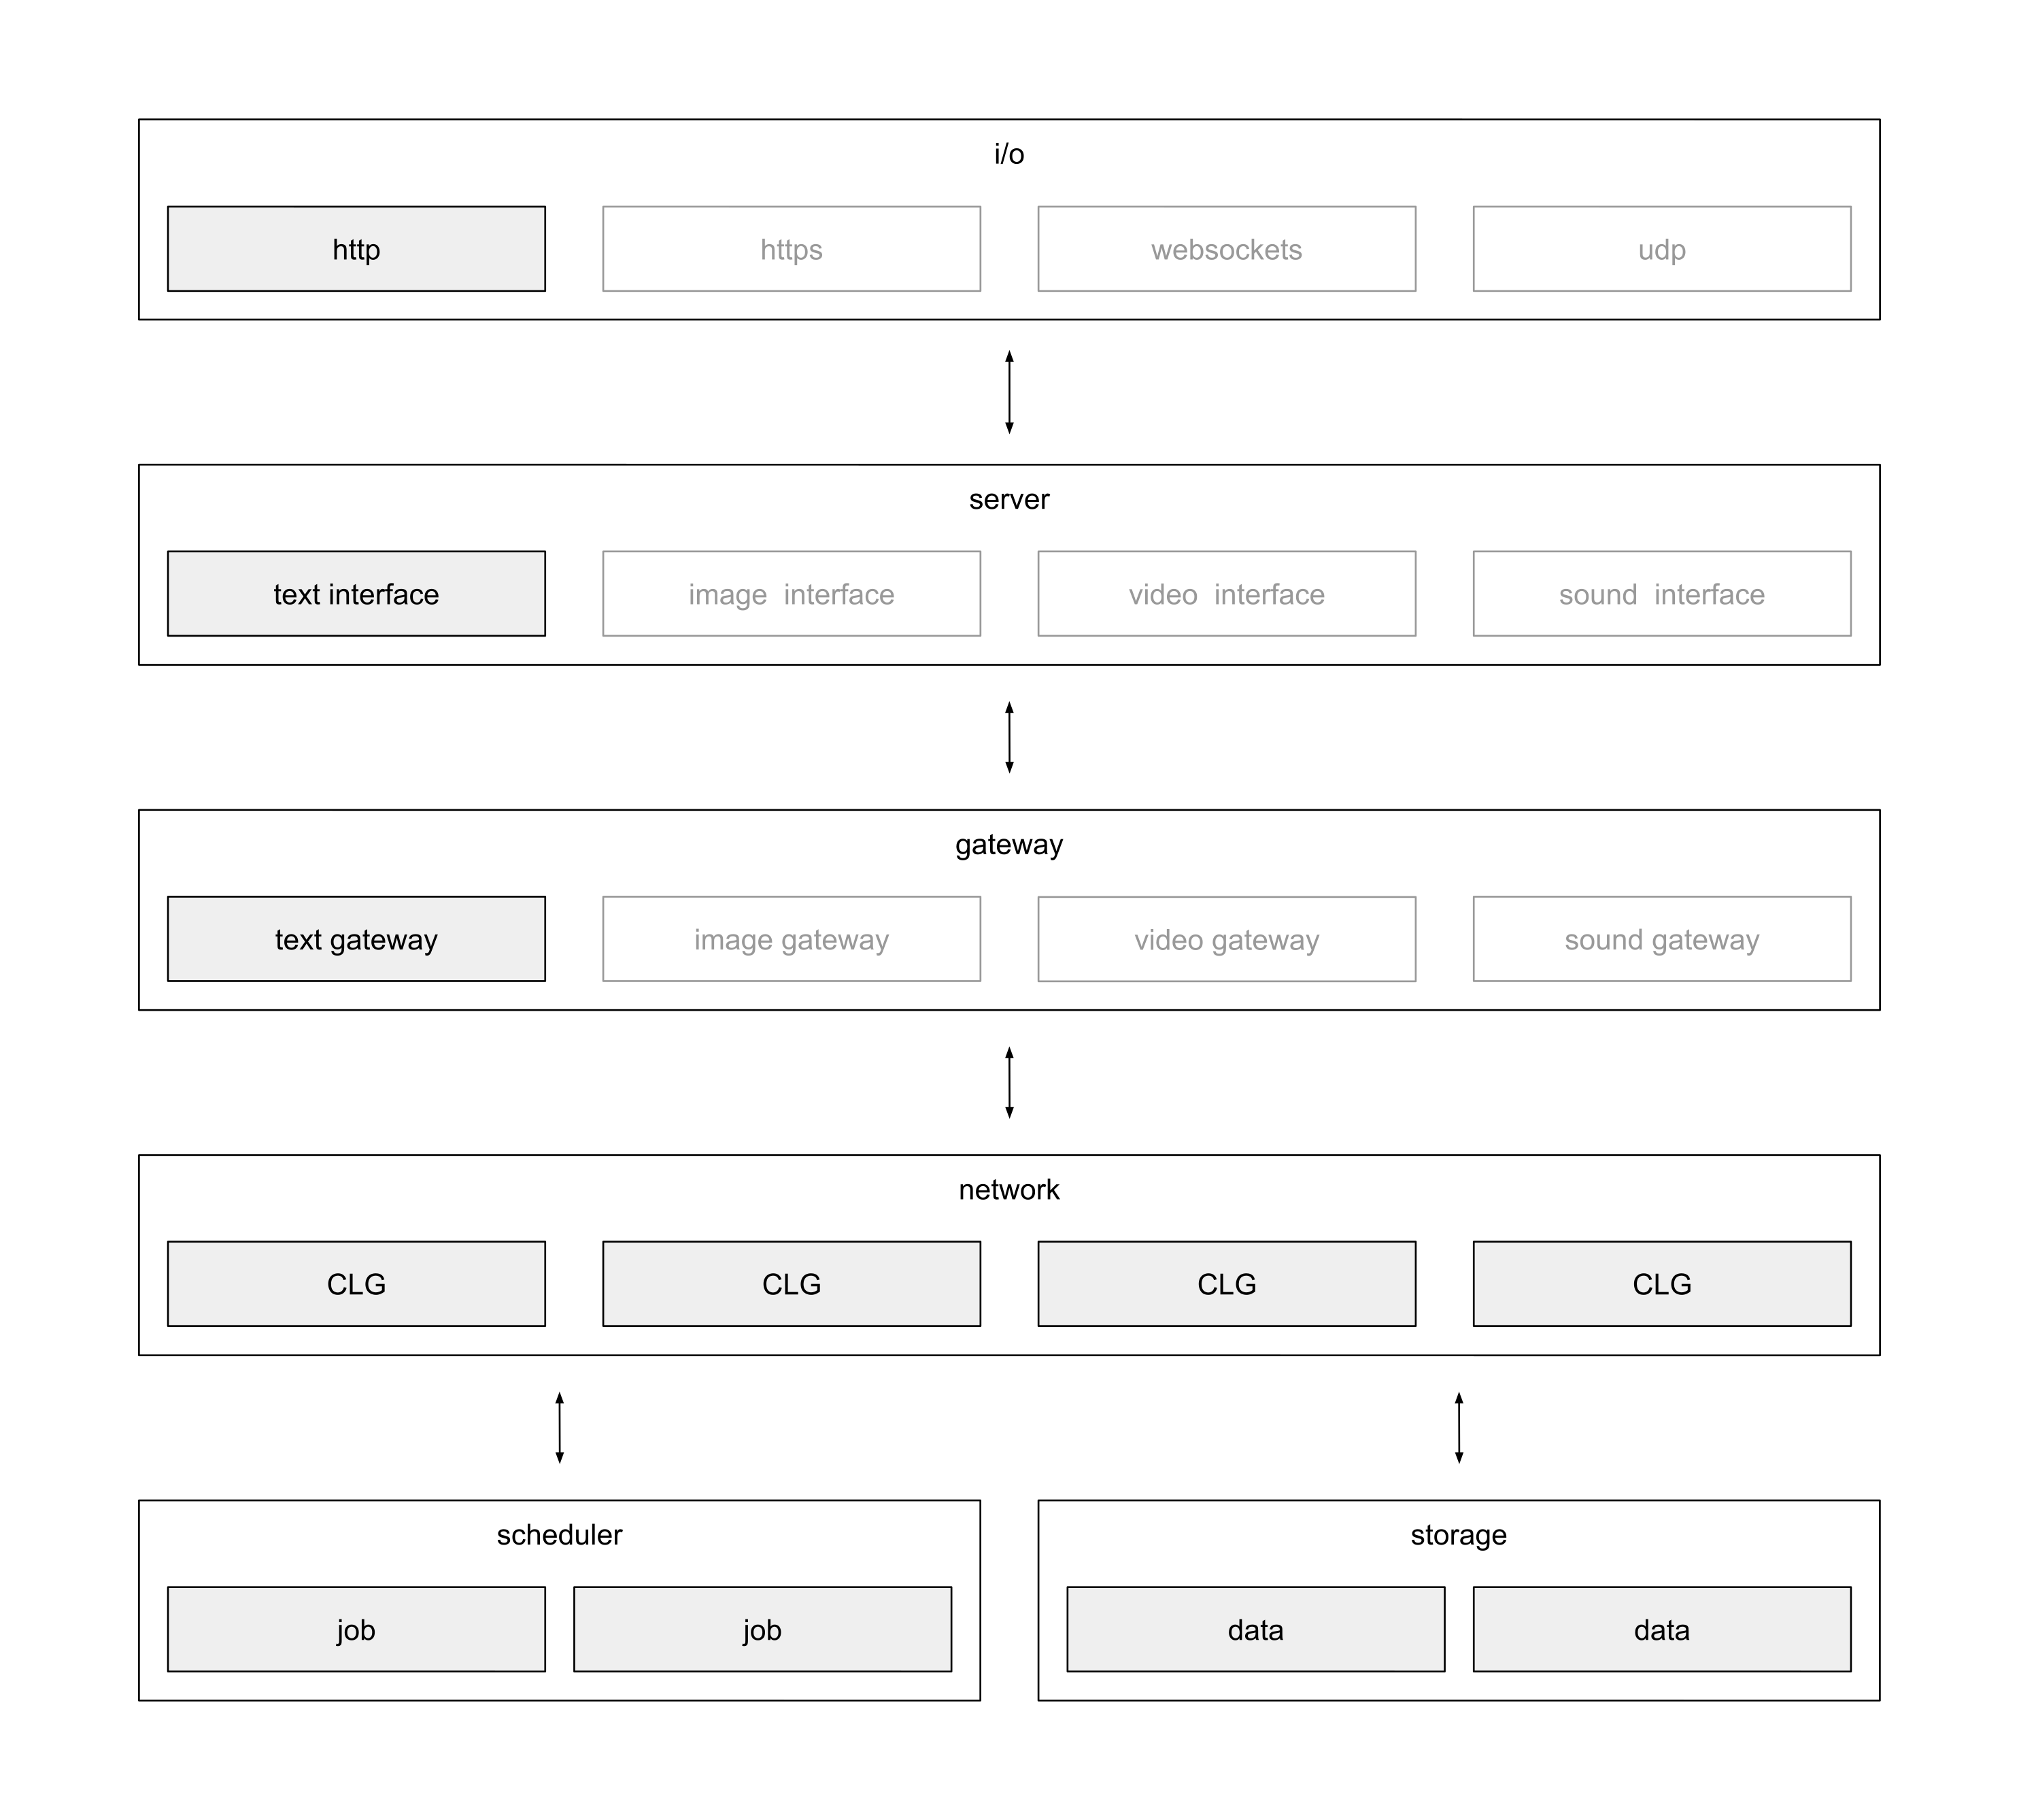 i/o
http
https
websockets
udp
server
text interface
image  interface
video  interface
sound  interface
gateway
text gateway
image gateway
video gateway
sound gateway
network
CLG
CLG
CLG
CLG
scheduler
storage
job
job
data
data